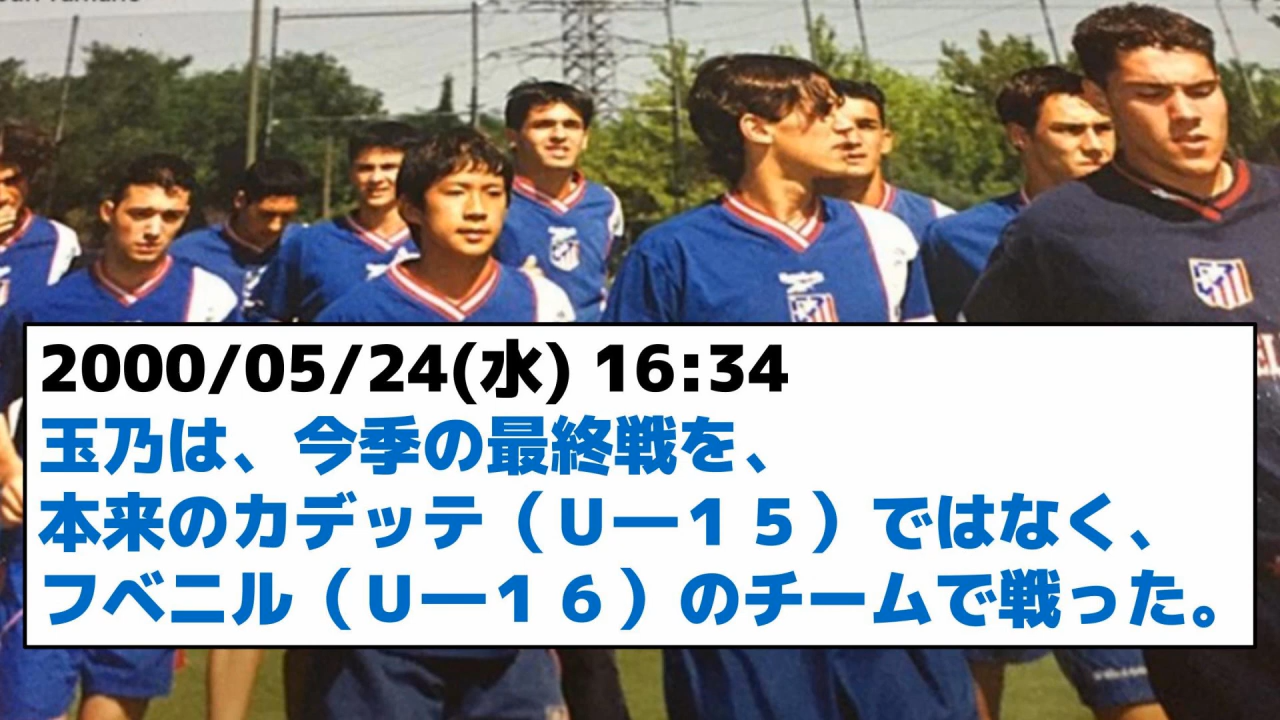 2000/05/24(水) 16:34
玉乃は、今季の最終戦を、
本来のカデッテ（Ｕ―１５）ではなく、
フベニル（Ｕ―１６）のチームで戦った。
Reebok